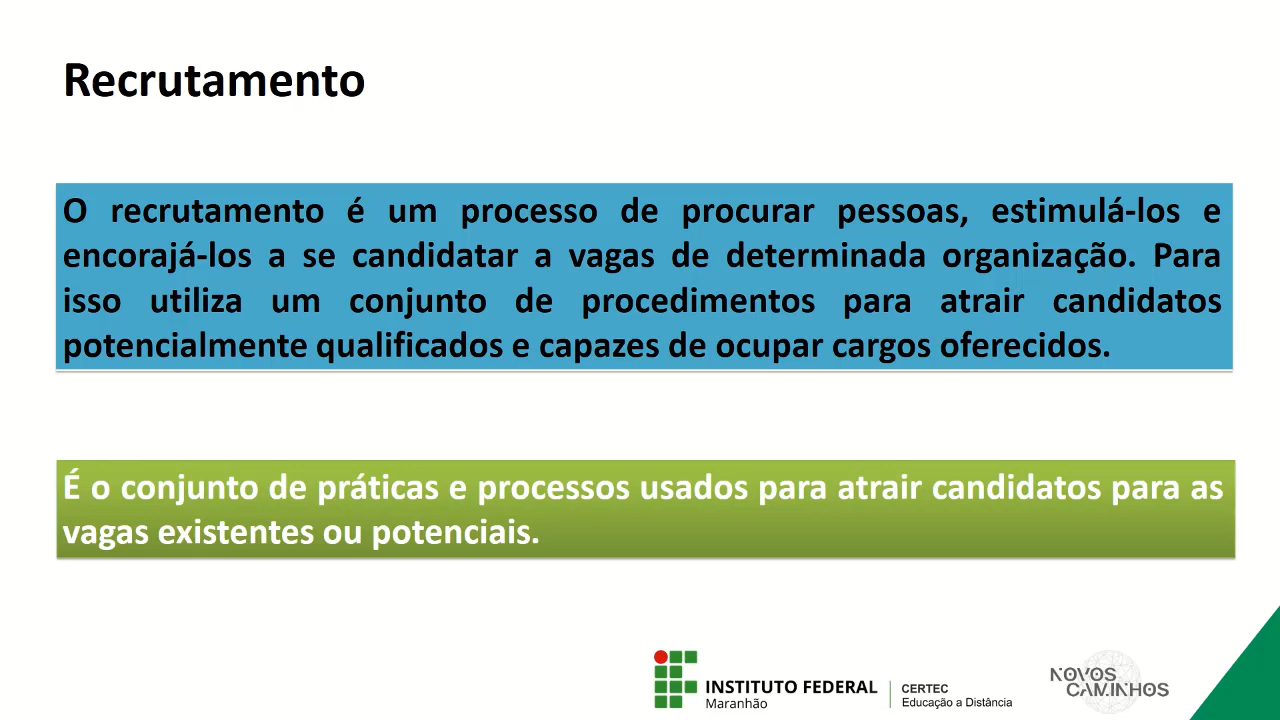 Recrutamento
O recrutamento é um processo de procurar pessoas, estimulá-los e
encorajá-los a se candidatar a vagas de determinada organização. Para
isso utiliza um conjunto de procedimentos para atrair candidatos
potencialmente qualificados e capazes de ocupar cargos oferecidos.
É o conjunto de práticas e processos usados para atrair candidatos para as
vagas existentes ou potenciais.
INSTITUTO FEDERAL
Maranhão
CERTEC
Educação a Distância
NOVOS
CAMINHOS